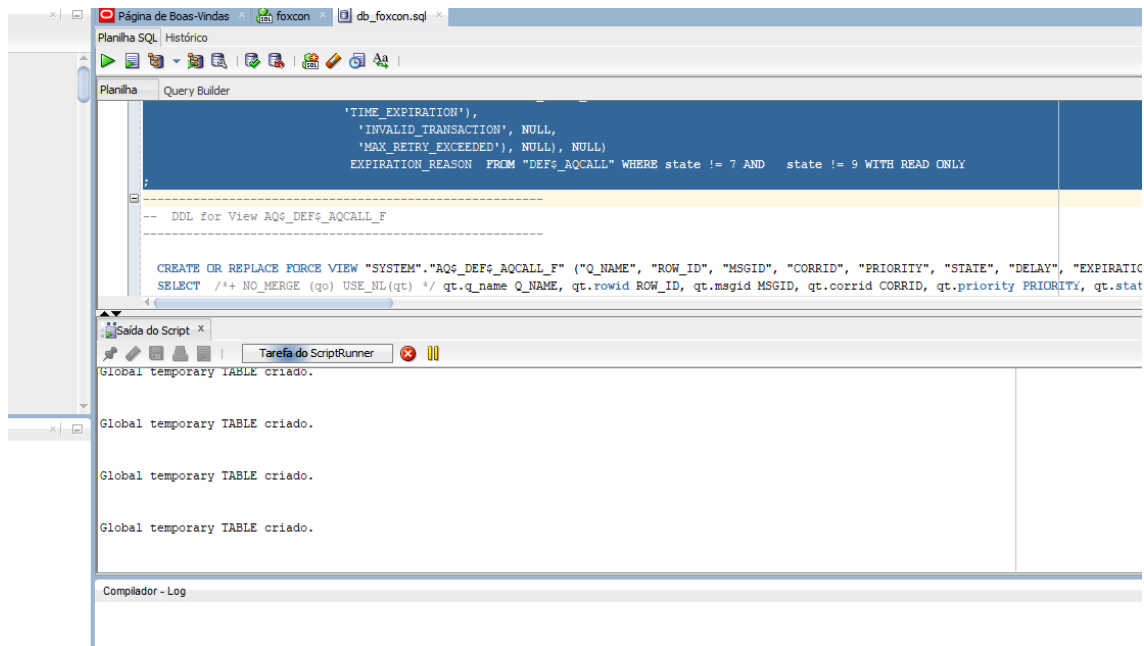 Página de Boas-Vindas foxcon db_foxcon.sql
Planilha SQL Histórico
Planilha Query Builder
'TIME_EXPIRATION'),
'INVALID_TRANSACTION', NULL,
'MAX_RETRY_EXCEEDED'), NULL), NULL)
EXPIRATION_REASON FROM "DEF$_AQCALL" WHERE state != 7 AND state != 9 WITH READ ONLY
;
--------------------------------------------------------
-- DDL for View AQ$_DEF$_AQCALL_F
--------------------------------------------------------
CREATE OR REPLACE FORCE VIEW "SYSTEM"."AQ$_DEF$_AQCALL_F" ("Q_NAME", "ROW_ID", "MSGID", "CORRID", "PRIORITY", "STATE", "DELAY", "EXPIRATIO
SELECT /*+ NO_MERGE (qo) USE_NL(qt) */ qt.q_name Q_NAME, qt.rowid ROW_ID, qt.msgid MSGID, qt.corrid CORRID, qt.priority PRIORITY, qt.stat
Saída do Script
Tarefa do ScriptRunner
Global temporary TABLE criado.
Global temporary TABLE criado.
Global temporary TABLE criado.
Global temporary TABLE criado.
Compilador - Log